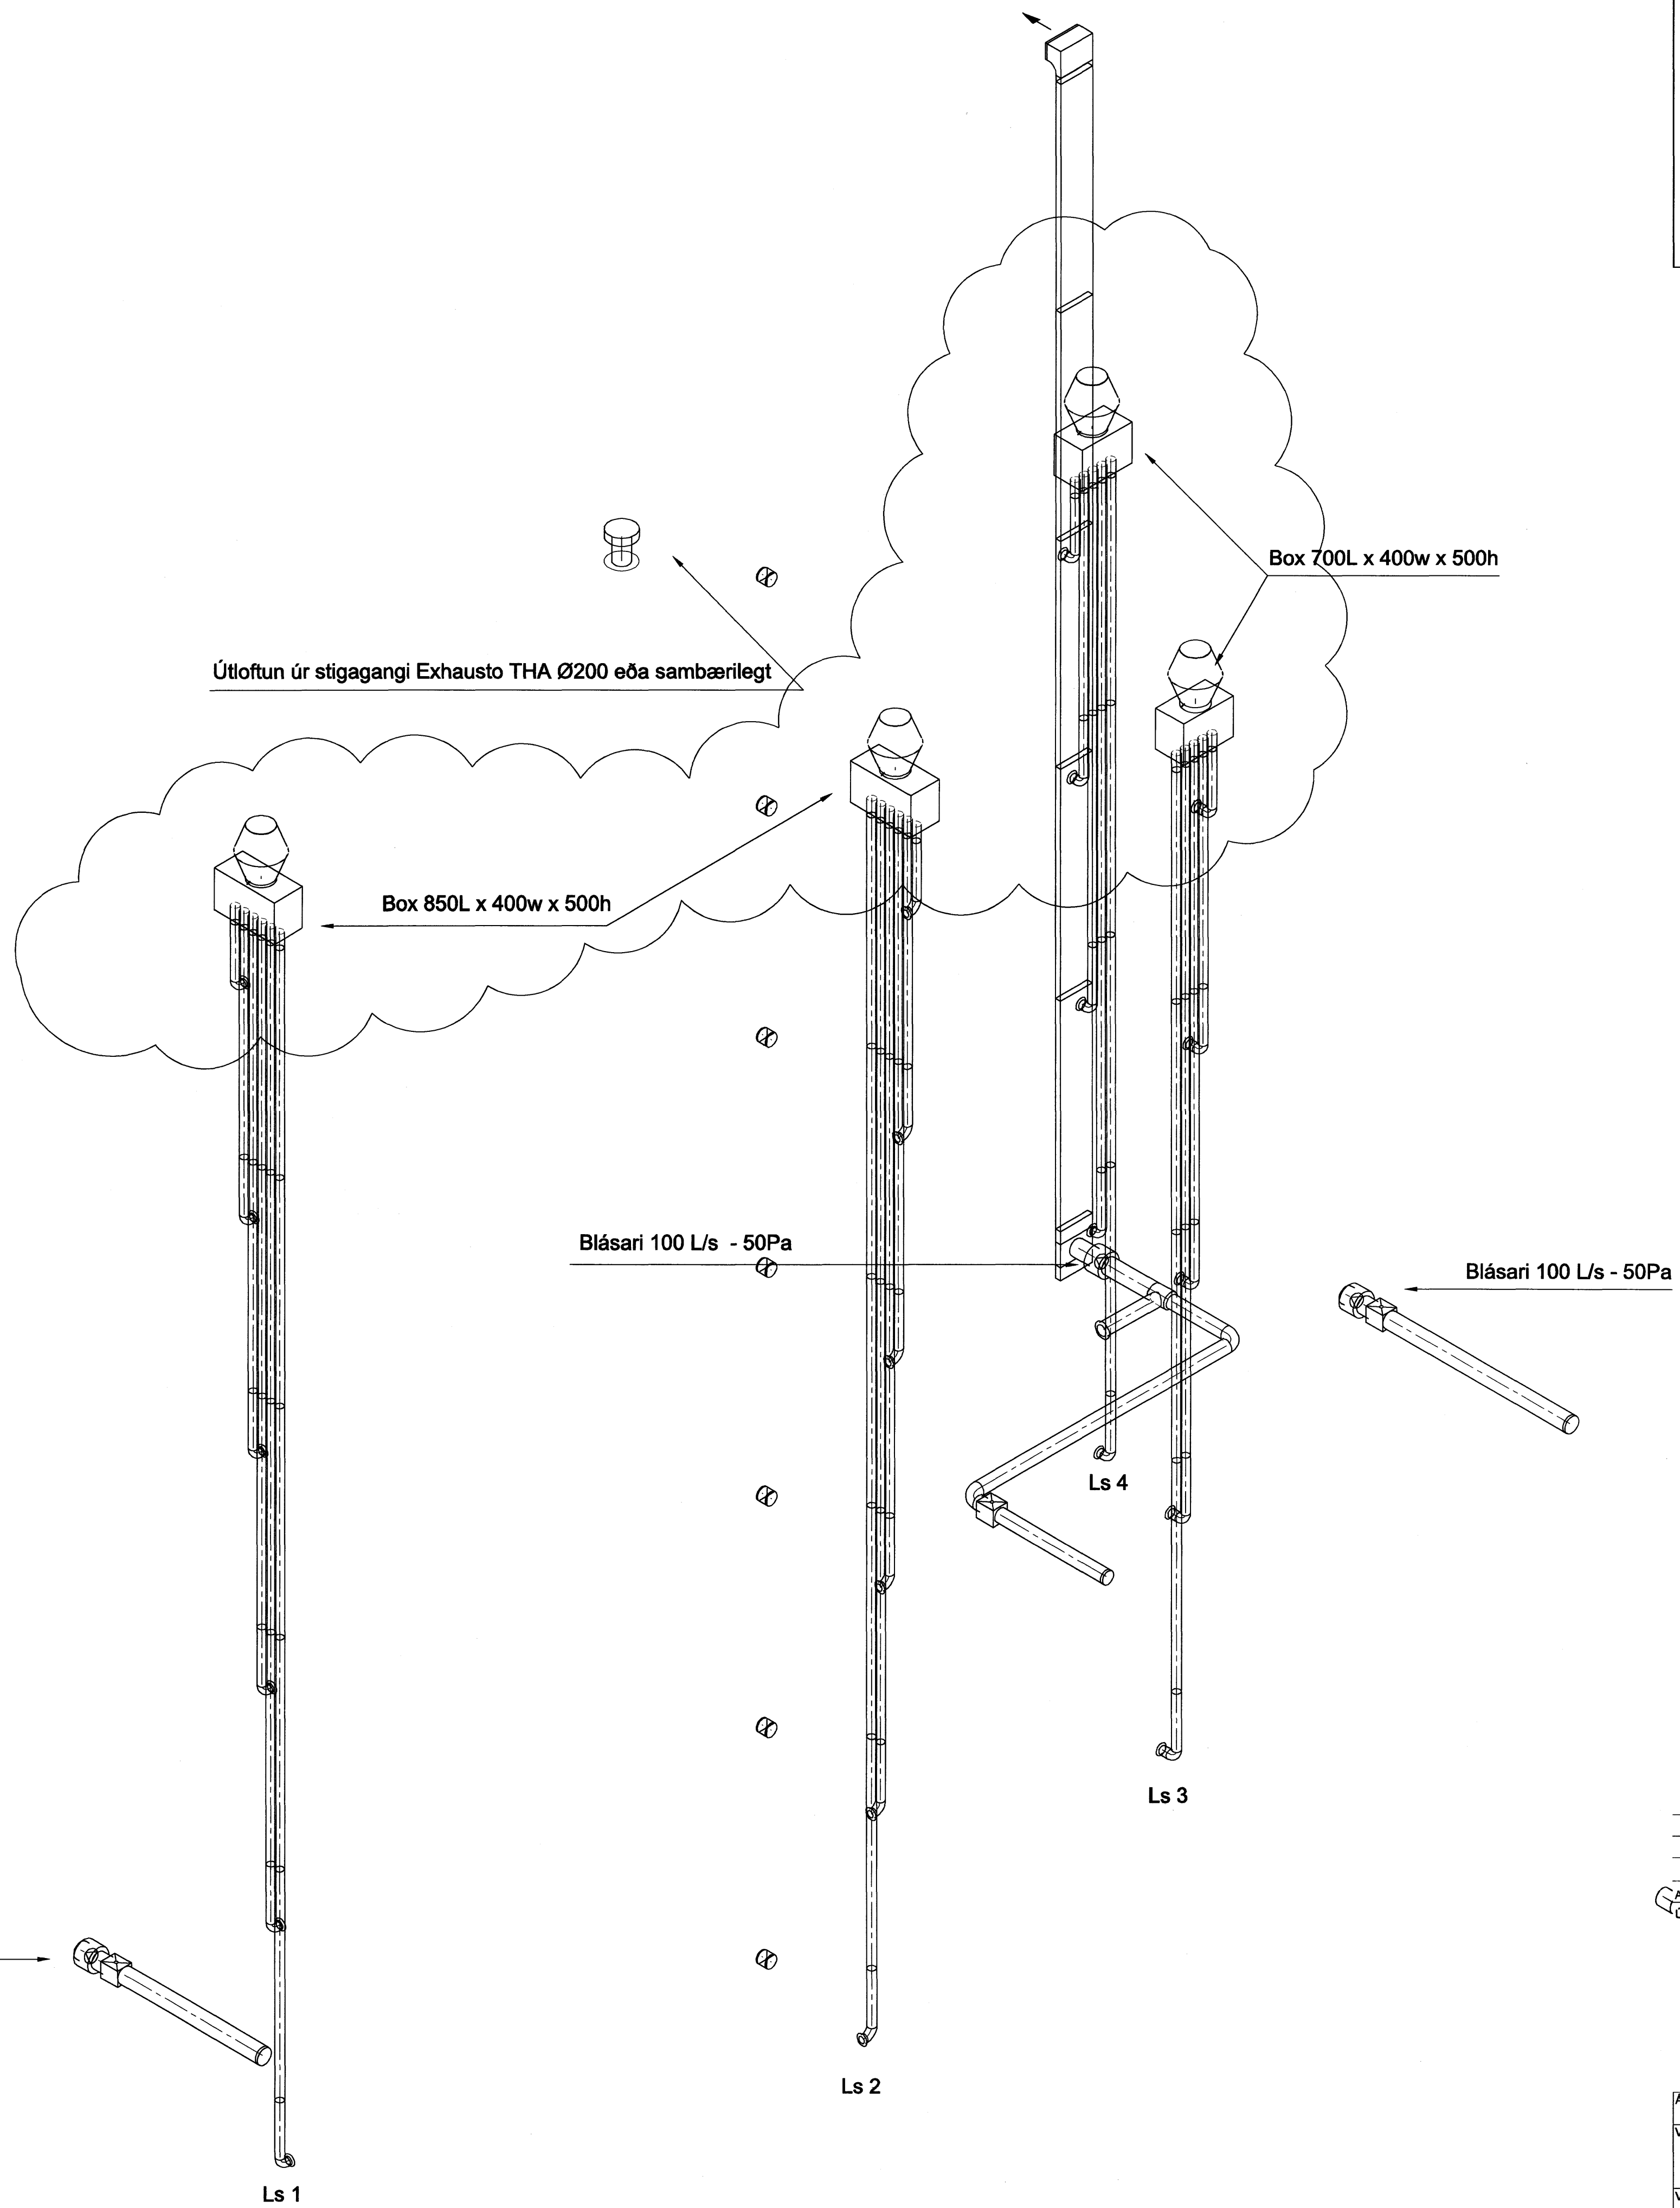 Box 700L x 400w x 500h
Útloftun úr stigagangi Exhausto THA Ø200 eða sambærilegt
Box 850L x 400w x 500h
Blásari 100 L/s - 50Pa
Blásari 100 L/s - 50Pa
Ls 4
Ls 3
Ls 2
Ls 1